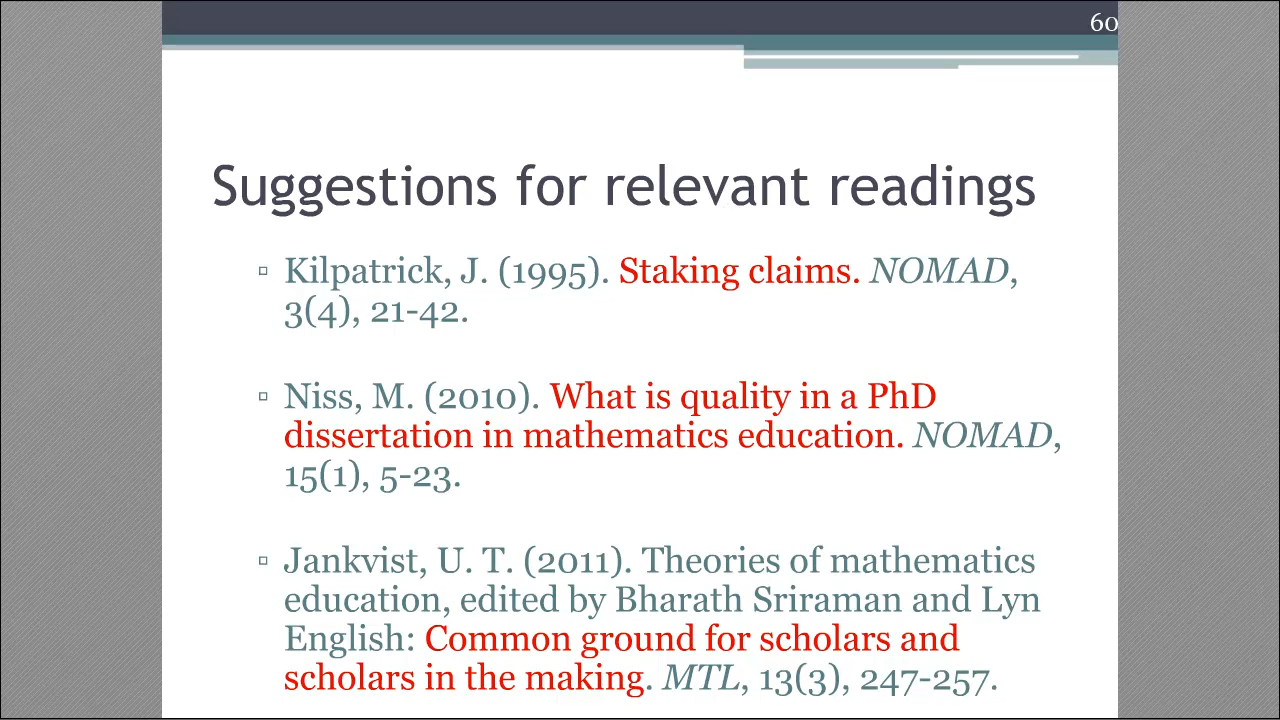 60
Suggestions for relevant readings
▫ Kilpatrick, J. (1995). Staking claims. NOMAD,
3(4), 21-42.
▫ Niss, M. (2010). What is quality in a PhD
dissertation in mathematics education. NOMAD,
15(1), 5-23.
▫ Jankvist, U. T. (2011). Theories of mathematics
education, edited by Bharath Sriraman and Lyn
English: Common ground for scholars and
scholars in the making. MTL, 13(3), 247-257.